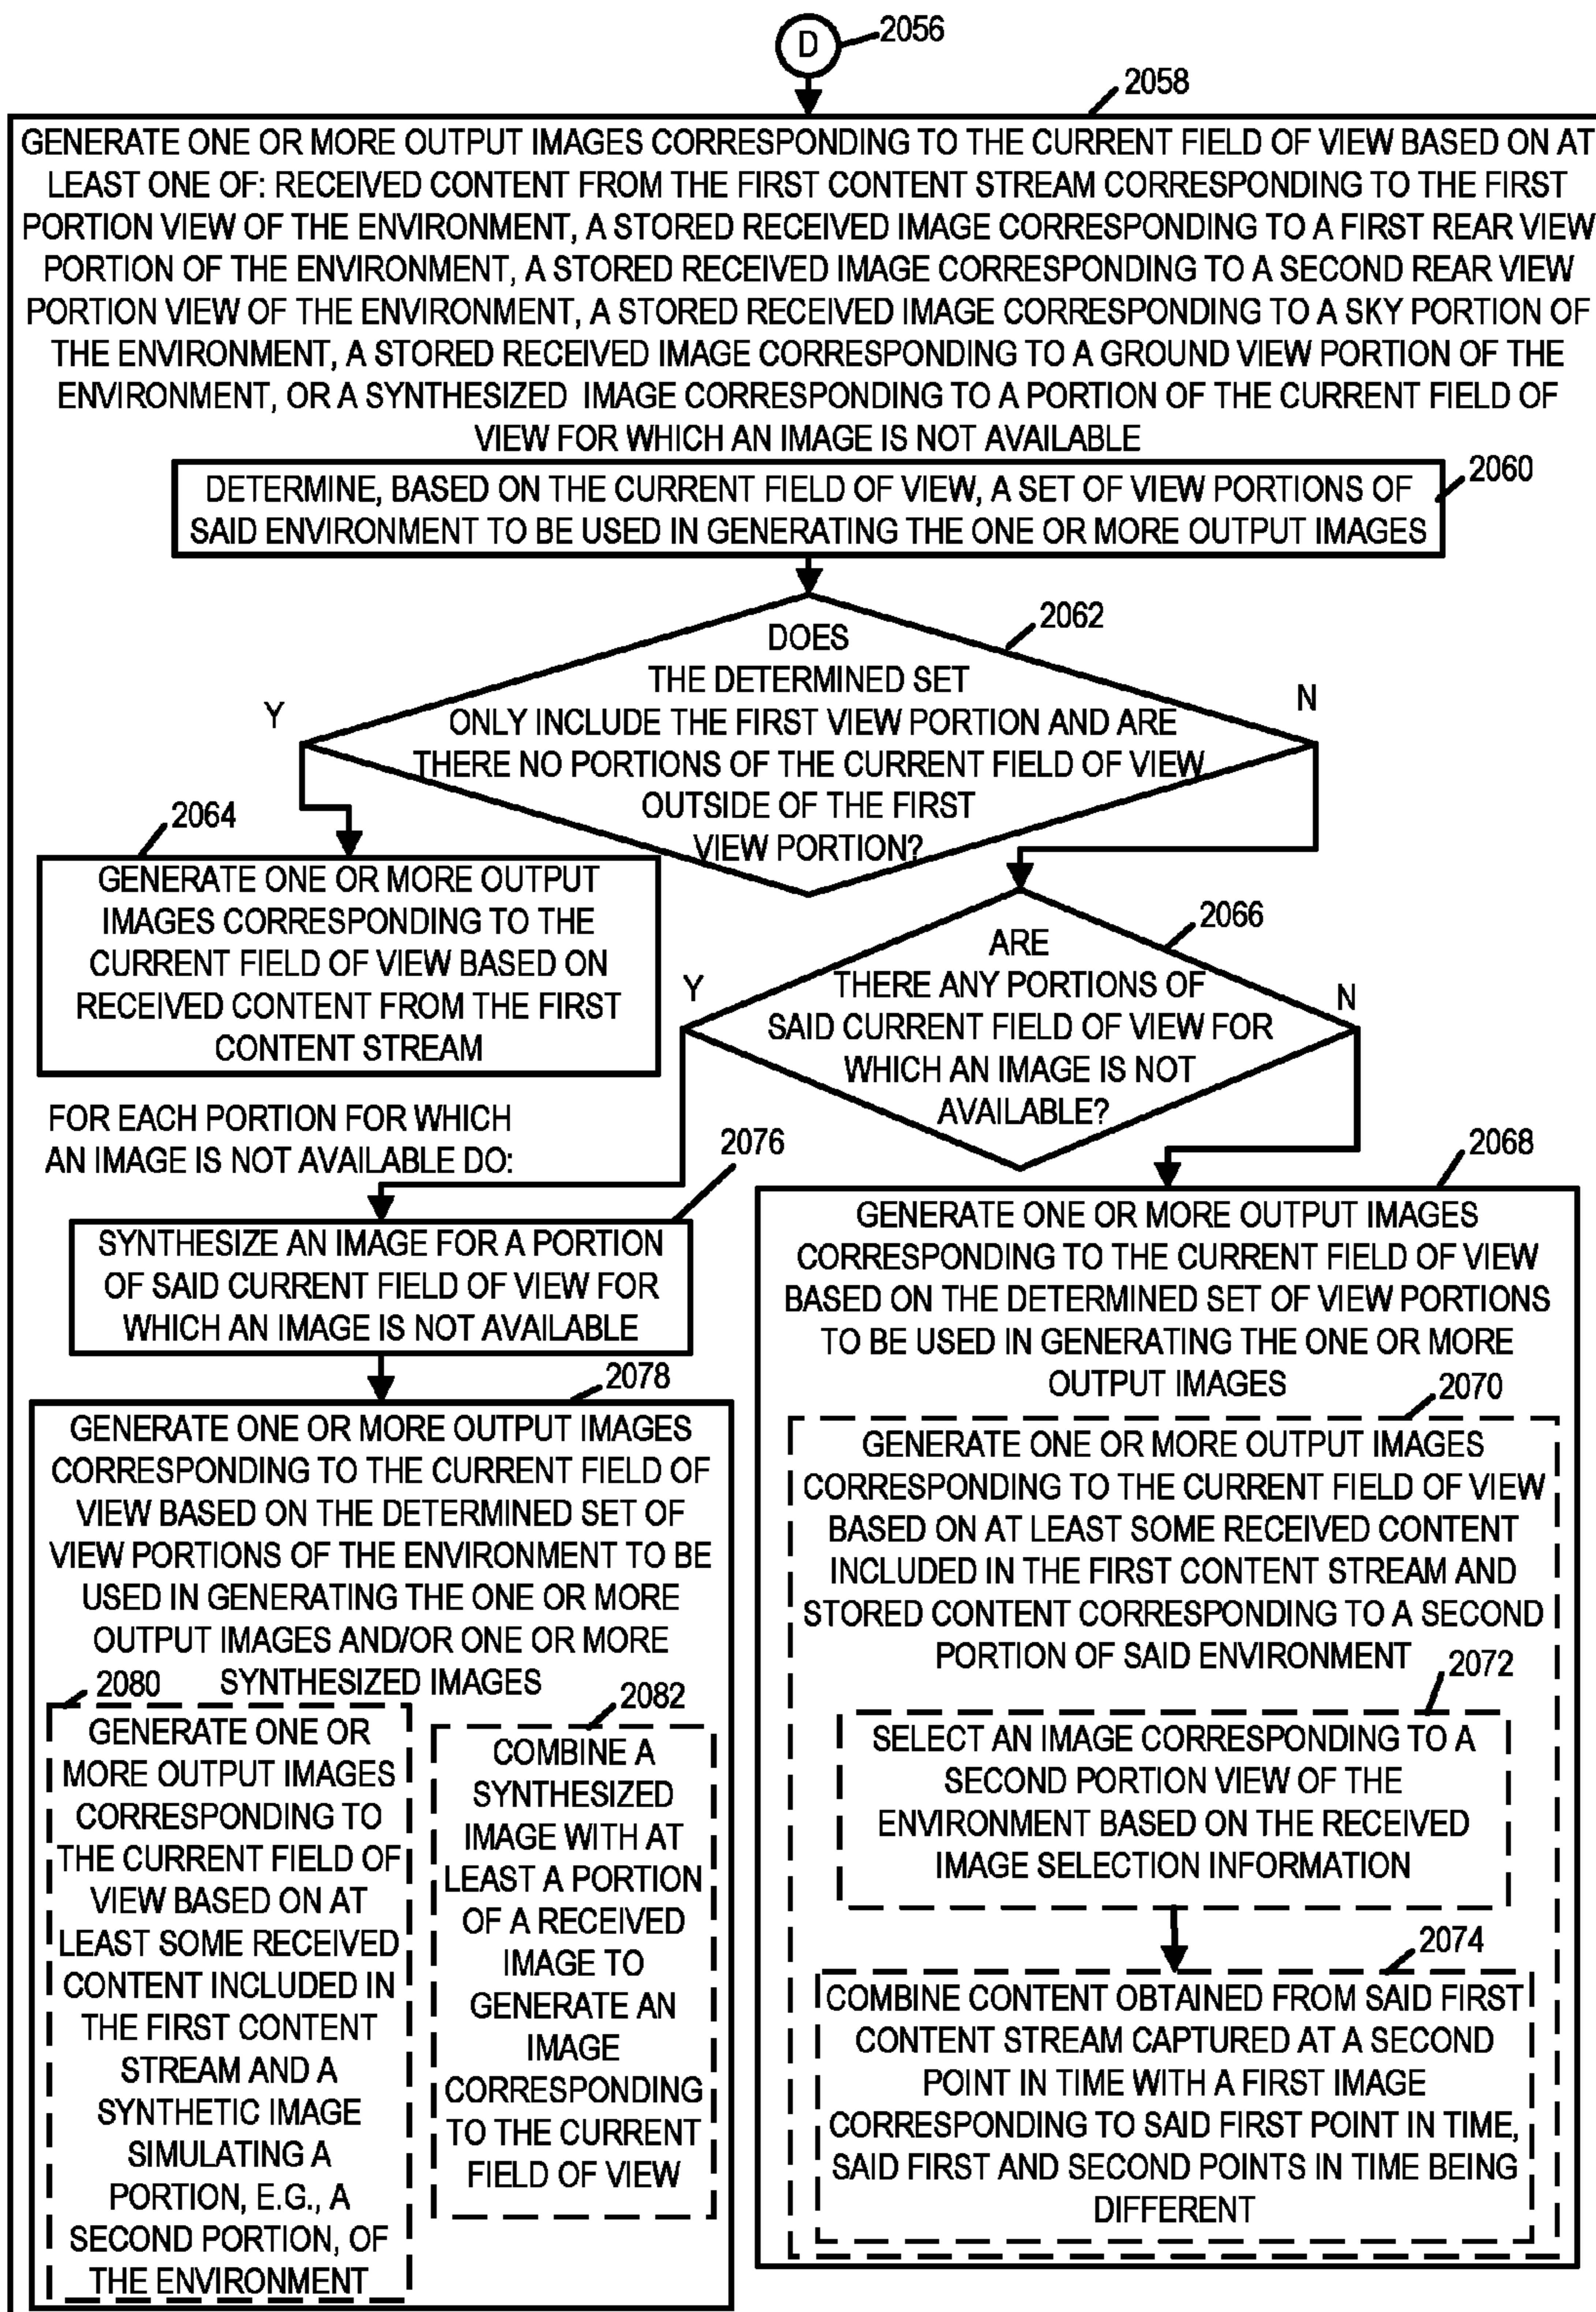 D
2056
2058
GENERATE ONE OR MORE OUTPUT IMAGES CORRESPONDING TO THE CURRENT FIELD OF VIEW BASED ON AT
LEAST ONE OF: RECEIVED CONTENT FROM THE FIRST CONTENT STREAM CORRESPONDING TO THE FIRST
PORTION VIEW OF THE ENVIRONMENT, A STORED RECEIVED IMAGE CORRESPONDING TO A FIRST REAR VIEW
PORTION OF THE ENVIRONMENT, A STORED RECEIVED IMAGE CORRESPONDING TO A SECOND REAR VIEW
PORTION VIEW OF THE ENVIRONMENT, A STORED RECEIVED IMAGE CORRESPONDING TO A SKY PORTION OF
THE ENVIRONMENT, A STORED RECEIVED IMAGE CORRESPONDING TO A GROUND VIEW PORTION OF THE
ENVIRONMENT, OR A SYNTHESIZED IMAGE CORRESPONDING TO A PORTION OF THE CURRENT FIELD OF
VIEW FOR WHICH AN IMAGE IS NOT AVAILABLE
2060
DETERMINE, BASED ON THE CURRENT FIELD OF VIEW, A SET OF VIEW PORTIONS OF
SAID ENVIRONMENT TO BE USED IN GENERATING THE ONE OR MORE OUTPUT IMAGES
2062
DOES
THE DETERMINED SET
ONLY INCLUDE THE FIRST VIEW PORTION AND ARE
THERE NO PORTIONS OF THE CURRENT FIELD OF VIEW
OUTSIDE OF THE FIRST
VIEW PORTION?
Y
N
2064
GENERATE ONE OR MORE OUTPUT
IMAGES CORRESPONDING TO THE
CURRENT FIELD OF VIEW BASED ON
RECEIVED CONTENT FROM THE FIRST
CONTENT STREAM
2066
ARE
THERE ANY PORTIONS OF
SAID CURRENT FIELD OF VIEW FOR
WHICH AN IMAGE IS NOT
AVAILABLE?
Y
N
FOR EACH PORTION FOR WHICH
AN IMAGE IS NOT AVAILABLE DO:
2076
SYNTHESIZE AN IMAGE FOR A PORTION
OF SAID CURRENT FIELD OF VIEW FOR
WHICH AN IMAGE IS NOT AVAILABLE
2078
GENERATE ONE OR MORE OUTPUT IMAGES
CORRESPONDING TO THE CURRENT FIELD OF
VIEW BASED ON THE DETERMINED SET OF
VIEW PORTIONS OF THE ENVIRONMENT TO BE
USED IN GENERATING THE ONE OR MORE
OUTPUT IMAGES AND/OR ONE OR MORE
SYNTHESIZED IMAGES
2080
GENERATE ONE OR
MORE OUTPUT IMAGES
CORRESPONDING TO
THE CURRENT FIELD OF
VIEW BASED ON AT
LEAST SOME RECEIVED
CONTENT INCLUDED IN
THE FIRST CONTENT
STREAM AND A
SYNTHETIC IMAGE
SIMULATING A
PORTION, E.G., A
SECOND PORTION, OF
THE ENVIRONMENT
2082
COMBINE A
SYNTHESIZED
IMAGE WITH AT
LEAST A PORTION
OF A RECEIVED
IMAGE TO
GENERATE AN
IMAGE
CORRESPONDING
TO THE CURRENT
FIELD OF VIEW
2068
GENERATE ONE OR MORE OUTPUT IMAGES
CORRESPONDING TO THE CURRENT FIELD OF VIEW
BASED ON THE DETERMINED SET OF VIEW PORTIONS
TO BE USED IN GENERATING THE ONE OR MORE
OUTPUT IMAGES
2070
GENERATE ONE OR MORE OUTPUT IMAGES
CORRESPONDING TO THE CURRENT FIELD OF VIEW
BASED ON AT LEAST SOME RECEIVED CONTENT
INCLUDED IN THE FIRST CONTENT STREAM AND
STORED CONTENT CORRESPONDING TO A SECOND
PORTION OF SAID ENVIRONMENT
2072
SELECT AN IMAGE CORRESPONDING TO A
SECOND PORTION VIEW OF THE
ENVIRONMENT BASED ON THE RECEIVED
IMAGE SELECTION INFORMATION
2074
COMBINE CONTENT OBTAINED FROM SAID FIRST
CONTENT STREAM CAPTURED AT A SECOND
POINT IN TIME WITH A FIRST IMAGE
CORRESPONDING TO SAID FIRST POINT IN TIME,
SAID FIRST AND SECOND POINTS IN TIME BEING
DIFFERENT